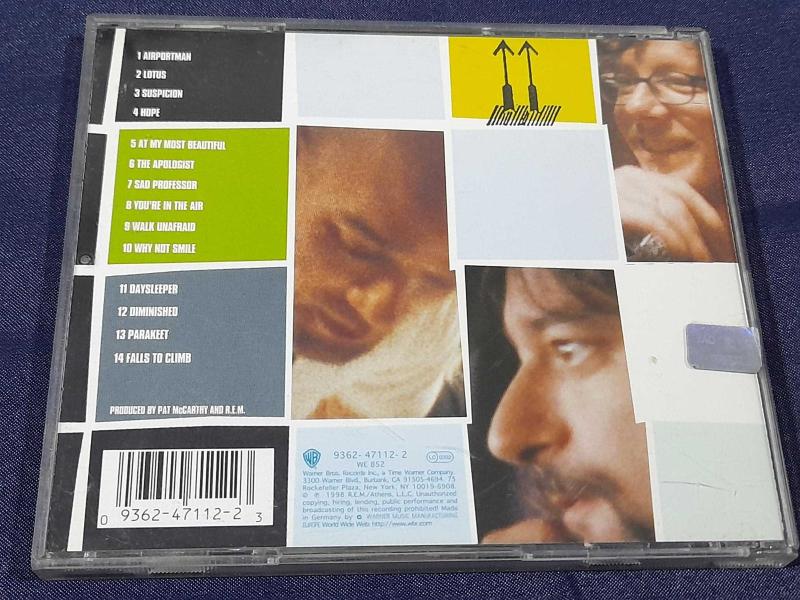 1 AIRPORTMAN
2 LOTUS
3 SUSPICION
4 HOPE
5 AT MY MOST BEAUTIFUL
6 THE APOLOGIST
7 SAD PROFESSOR
8 YOU'RE IN THE AIR
9 WALK UNAFRAID
10 WHY NOT SMILE
11 DAYSLEEPER
12 DIMINISHED
13 PARAKEET
14 FALLS TO CLIMB
PRODUCED BY PAT McCARTHY AND R.E.M.
0 9362-47112-2 3
WB
9362-47112-2
WE 852
LC 0392
Warner Bros. Records Inc., a Time Warner Company.
3300 Warner Blvd., Burbank, CA 91505-4694. 75
Rockefeller Plaza, New York, NY 10019-6908.
© ℗ 1998 R.E.M./Athens, L.L.C. Unauthorized
copying, hiring, lending, public performance and
broadcasting of this recording prohibited! Made
in Germany by WARNER MUSIC MANUFACTURING
EUROPE World Wide Web: http://www.wbr.com